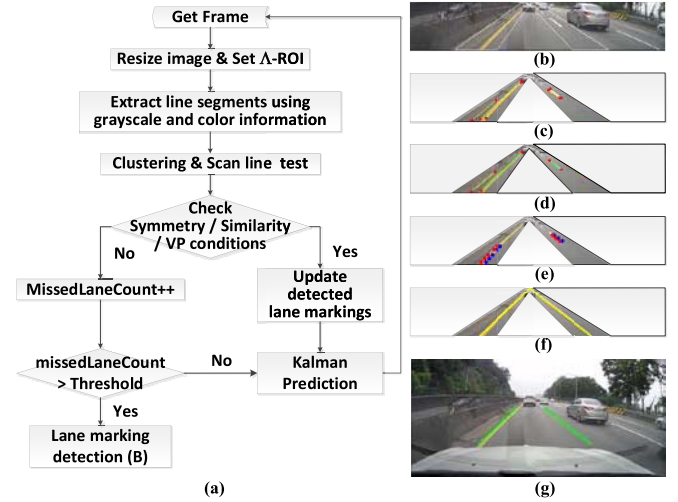 Get Frame
Resize image & Set Λ-ROI
Extract line segments using
grayscale and color information
Clustering & Scan line test
Check
Symmetry / Similarity
/ VP conditions
No
Yes
MissedLaneCount++
Update
detected
lane markings
missedLaneCount
> Threshold
No
Kalman
Prediction
Yes
Lane marking
detection (B)
(a)
(b)
(c)
(d)
(e)
(f)
(g)